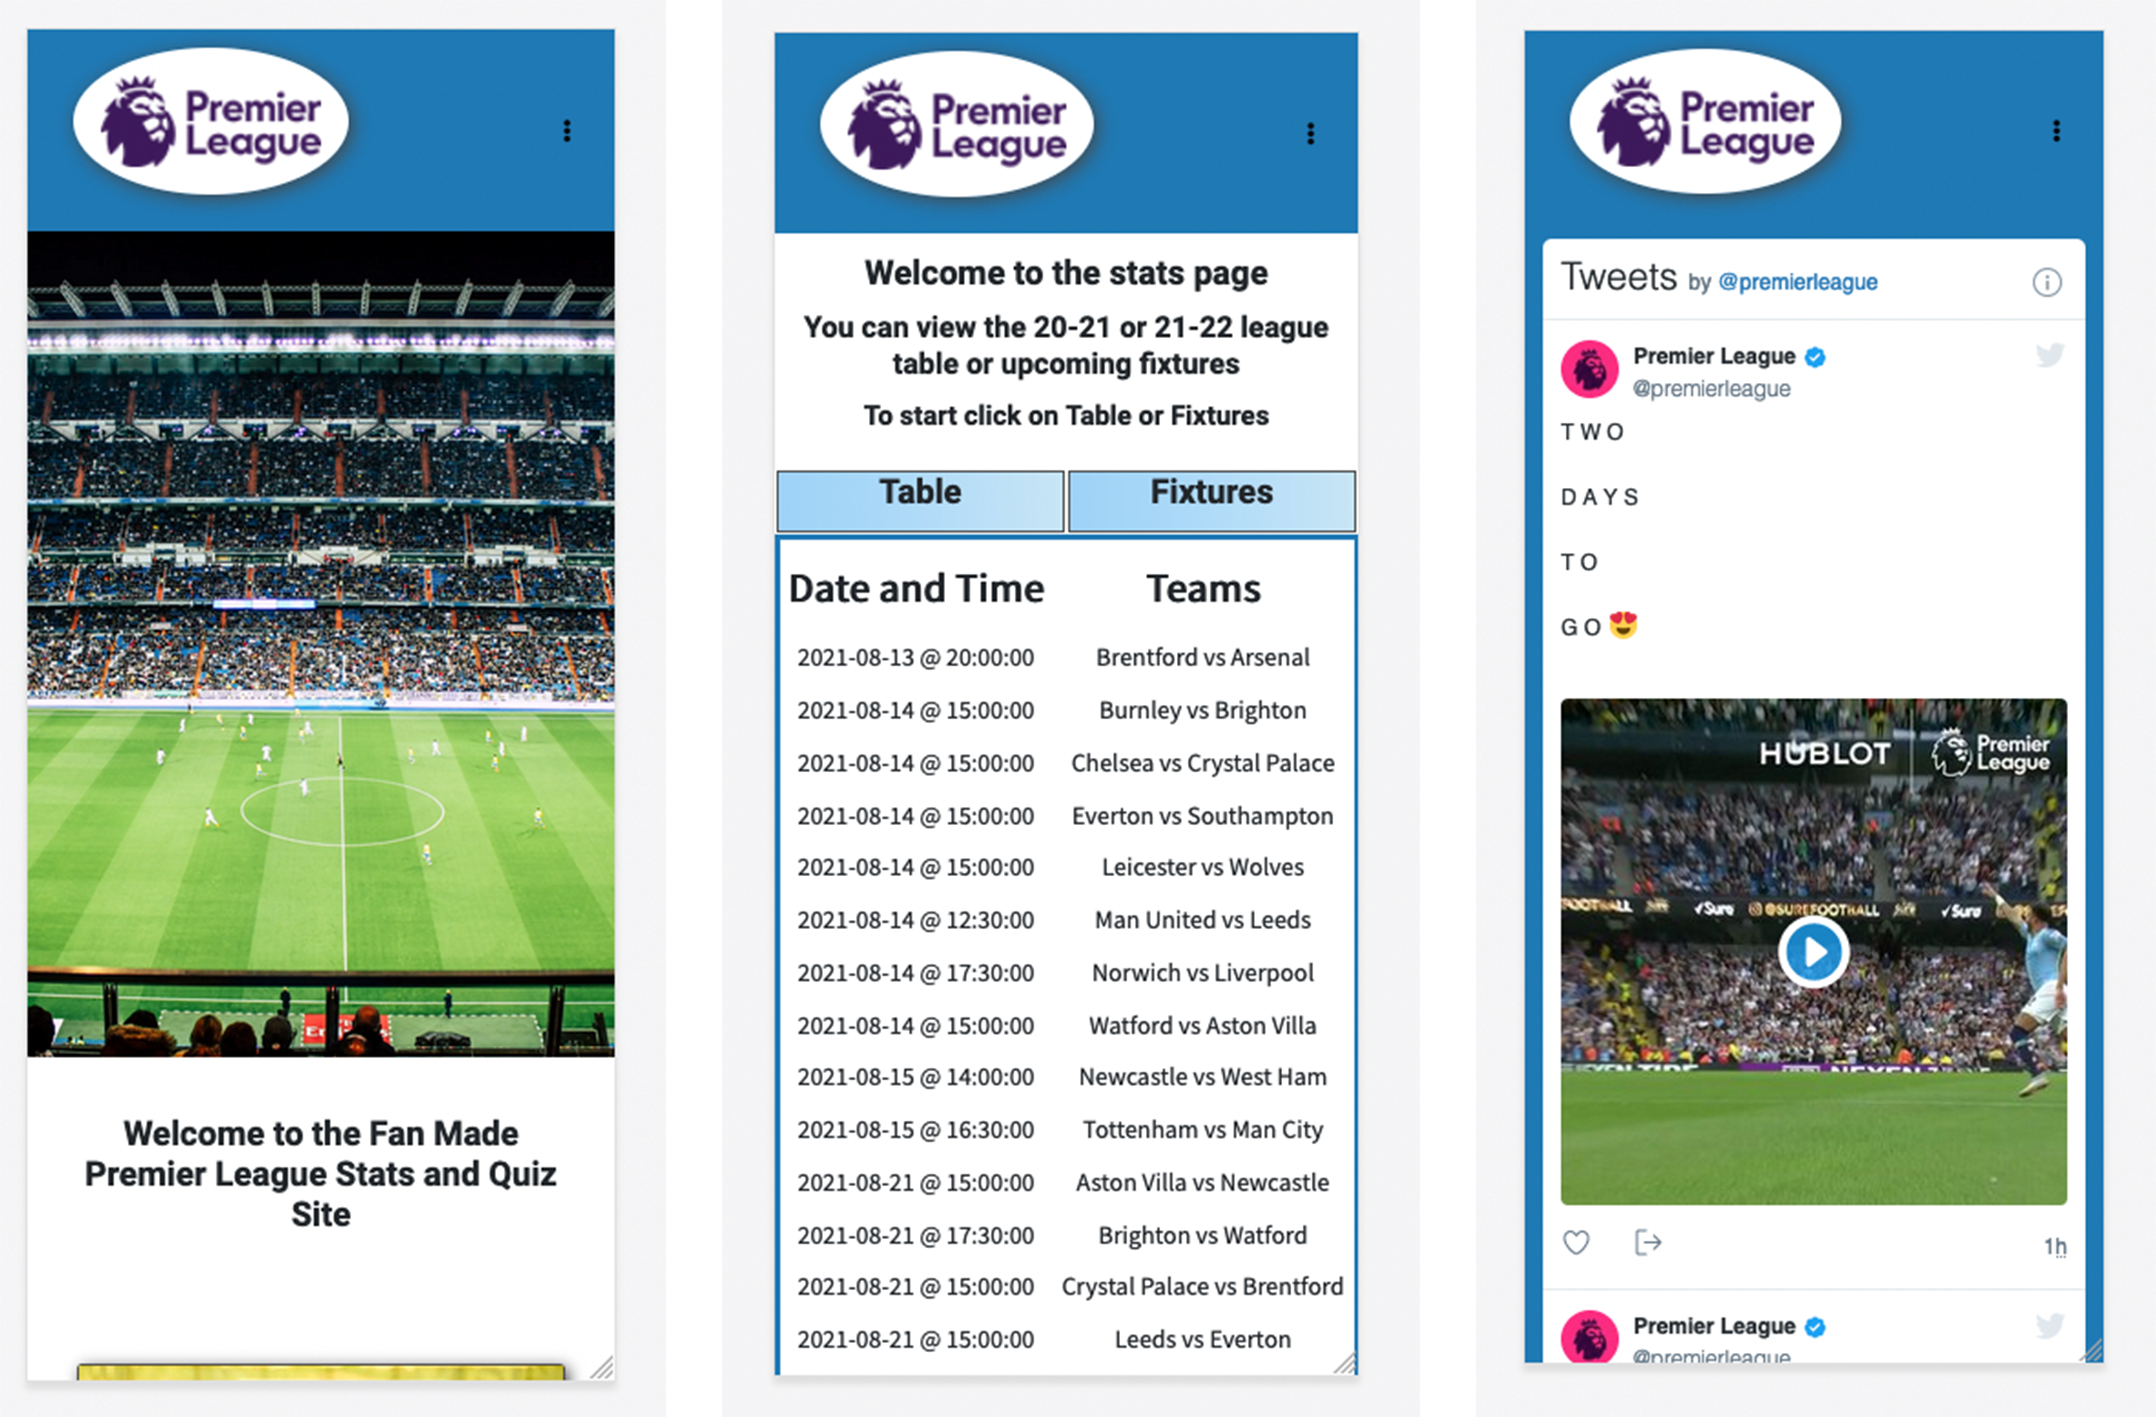 Premier
League
Welcome to the Fan Made
Premier League Stats and Quiz
Site
Premier
League
Welcome to the stats page
You can view the 20-21 or 21-22 league
table or upcoming fixtures
To start click on Table or Fixtures
Table Fixtures
Date and Time Teams
2021-08-13 @ 20:00:00 Brentford vs Arsenal
2021-08-14 @ 15:00:00 Burnley vs Brighton
2021-08-14 @ 15:00:00 Chelsea vs Crystal Palace
2021-08-14 @ 15:00:00 Everton vs Southampton
2021-08-14 @ 15:00:00 Leicester vs Wolves
2021-08-14 @ 12:30:00 Man United vs Leeds
2021-08-14 @ 17:30:00 Norwich vs Liverpool
2021-08-14 @ 15:00:00 Watford vs Aston Villa
2021-08-15 @ 14:00:00 Newcastle vs West Ham
2021-08-15 @ 16:30:00 Tottenham vs Man City
2021-08-21 @ 15:00:00 Aston Villa vs Newcastle
2021-08-21 @ 17:30:00 Brighton vs Watford
2021-08-21 @ 15:00:00 Crystal Palace vs Brentford
2021-08-21 @ 15:00:00 Leeds vs Everton
Premier
League
Tweets by @premierleague
Premier League
@premierleague
T W O
D A Y S
T O
G O 😍
HUBLOT Premier
League
FOOTBALL Sure @SUREFOOTBALL Sure
1h
Premier League
@premierleague